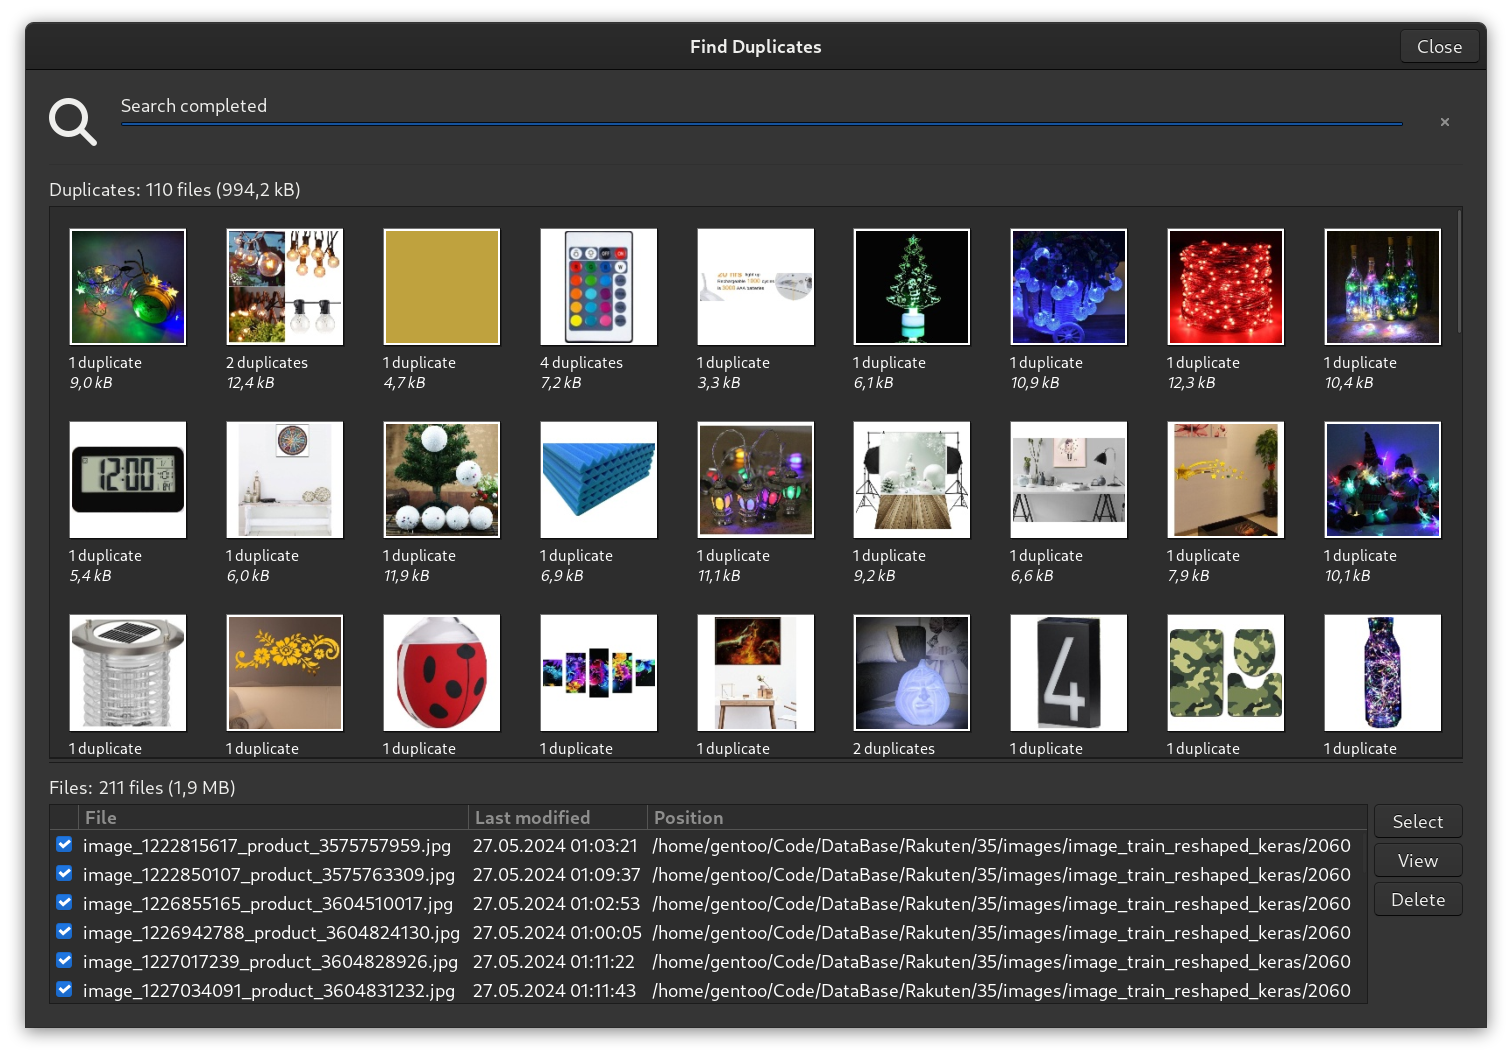 Find Duplicates
Close
Search completed
Duplicates: 110 files (994,2 kB)
1 duplicate 2 duplicates 1 duplicate 4 duplicates 1 duplicate 1 duplicate 1 duplicate 1 duplicate 1 duplicate
9,0 kB 12,4 kB 4,7 kB 7,2 kB 3,3 kB 6,1 kB 10,9 kB 12,3 kB 10,4 kB
12:00
1 duplicate 1 duplicate 1 duplicate 1 duplicate 1 duplicate 1 duplicate 1 duplicate 1 duplicate 1 duplicate
5,4 kB 6,0 kB 11,9 kB 6,9 kB 11,1 kB 9,2 kB 6,6 kB 7,9 kB 10,1 kB
4
1 duplicate 1 duplicate 1 duplicate 1 duplicate 1 duplicate 2 duplicates 1 duplicate 1 duplicate 1 duplicate
Files: 211 files (1,9 MB)
File Last modified Position
image_1222815617_product_3575757959.jpg 27.05.2024 01:03:21 /home/gentoo/Code/DataBase/Rakuten/35/images/image_train_reshaped_keras/2060
image_1222850107_product_3575763309.jpg 27.05.2024 01:09:37 /home/gentoo/Code/DataBase/Rakuten/35/images/image_train_reshaped_keras/2060
image_1226855165_product_3604510017.jpg 27.05.2024 01:02:53 /home/gentoo/Code/DataBase/Rakuten/35/images/image_train_reshaped_keras/2060
image_1226942788_product_3604824130.jpg 27.05.2024 01:00:05 /home/gentoo/Code/DataBase/Rakuten/35/images/image_train_reshaped_keras/2060
image_1227017239_product_3604828926.jpg 27.05.2024 01:11:22 /home/gentoo/Code/DataBase/Rakuten/35/images/image_train_reshaped_keras/2060
image_1227034091_product_3604831232.jpg 27.05.2024 01:11:43 /home/gentoo/Code/DataBase/Rakuten/35/images/image_train_reshaped_keras/2060
Select
View
Delete